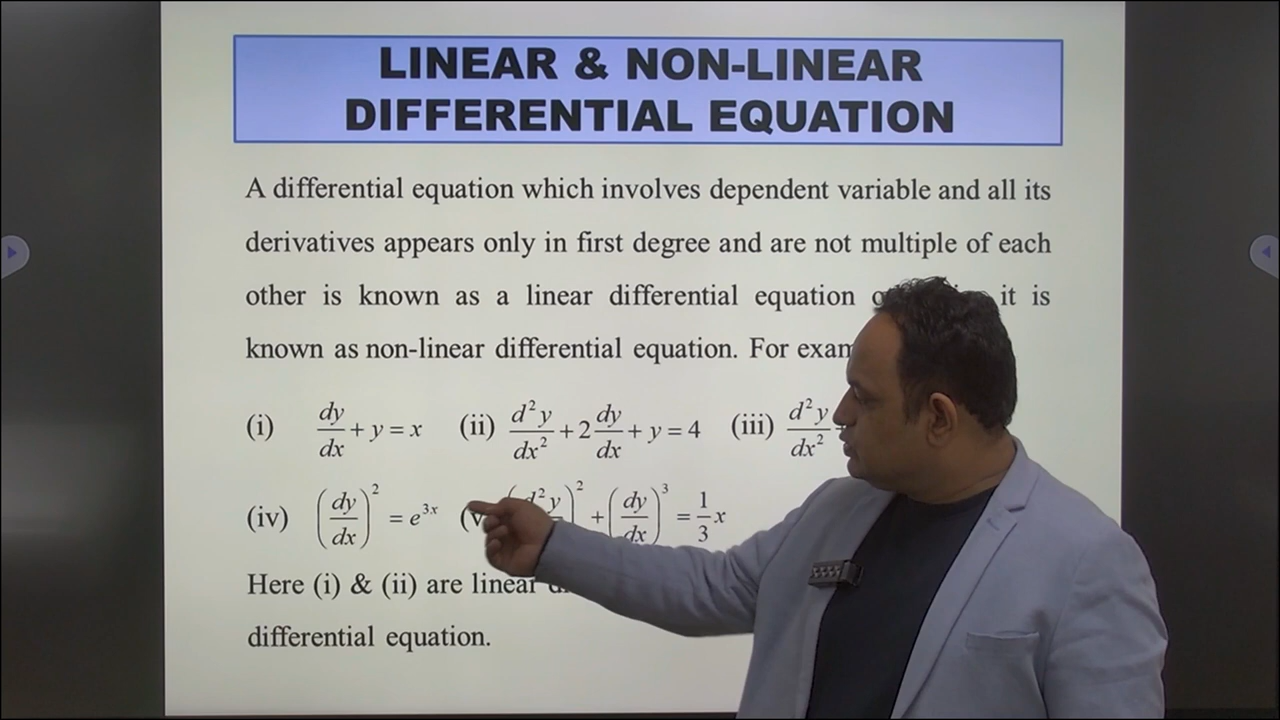 LINEAR & NON-LINEAR
DIFFERENTIAL EQUATION
A differential equation which involves dependent variable and all its
derivatives appears only in first degree and are not multiple of each
other is known as a linear differential equation it is
known as non-linear differential equation. For
(i) dy/dx + y = x (ii) d²y/dx² + 2 dy/dx + y = 4 (iii) d²y/dx²
(iv) (dy/dx)² = e³ˣ (v d²y)² + (dy/dx)³ = 1/3 x
Here (i) & (ii) are linear
differential equation.